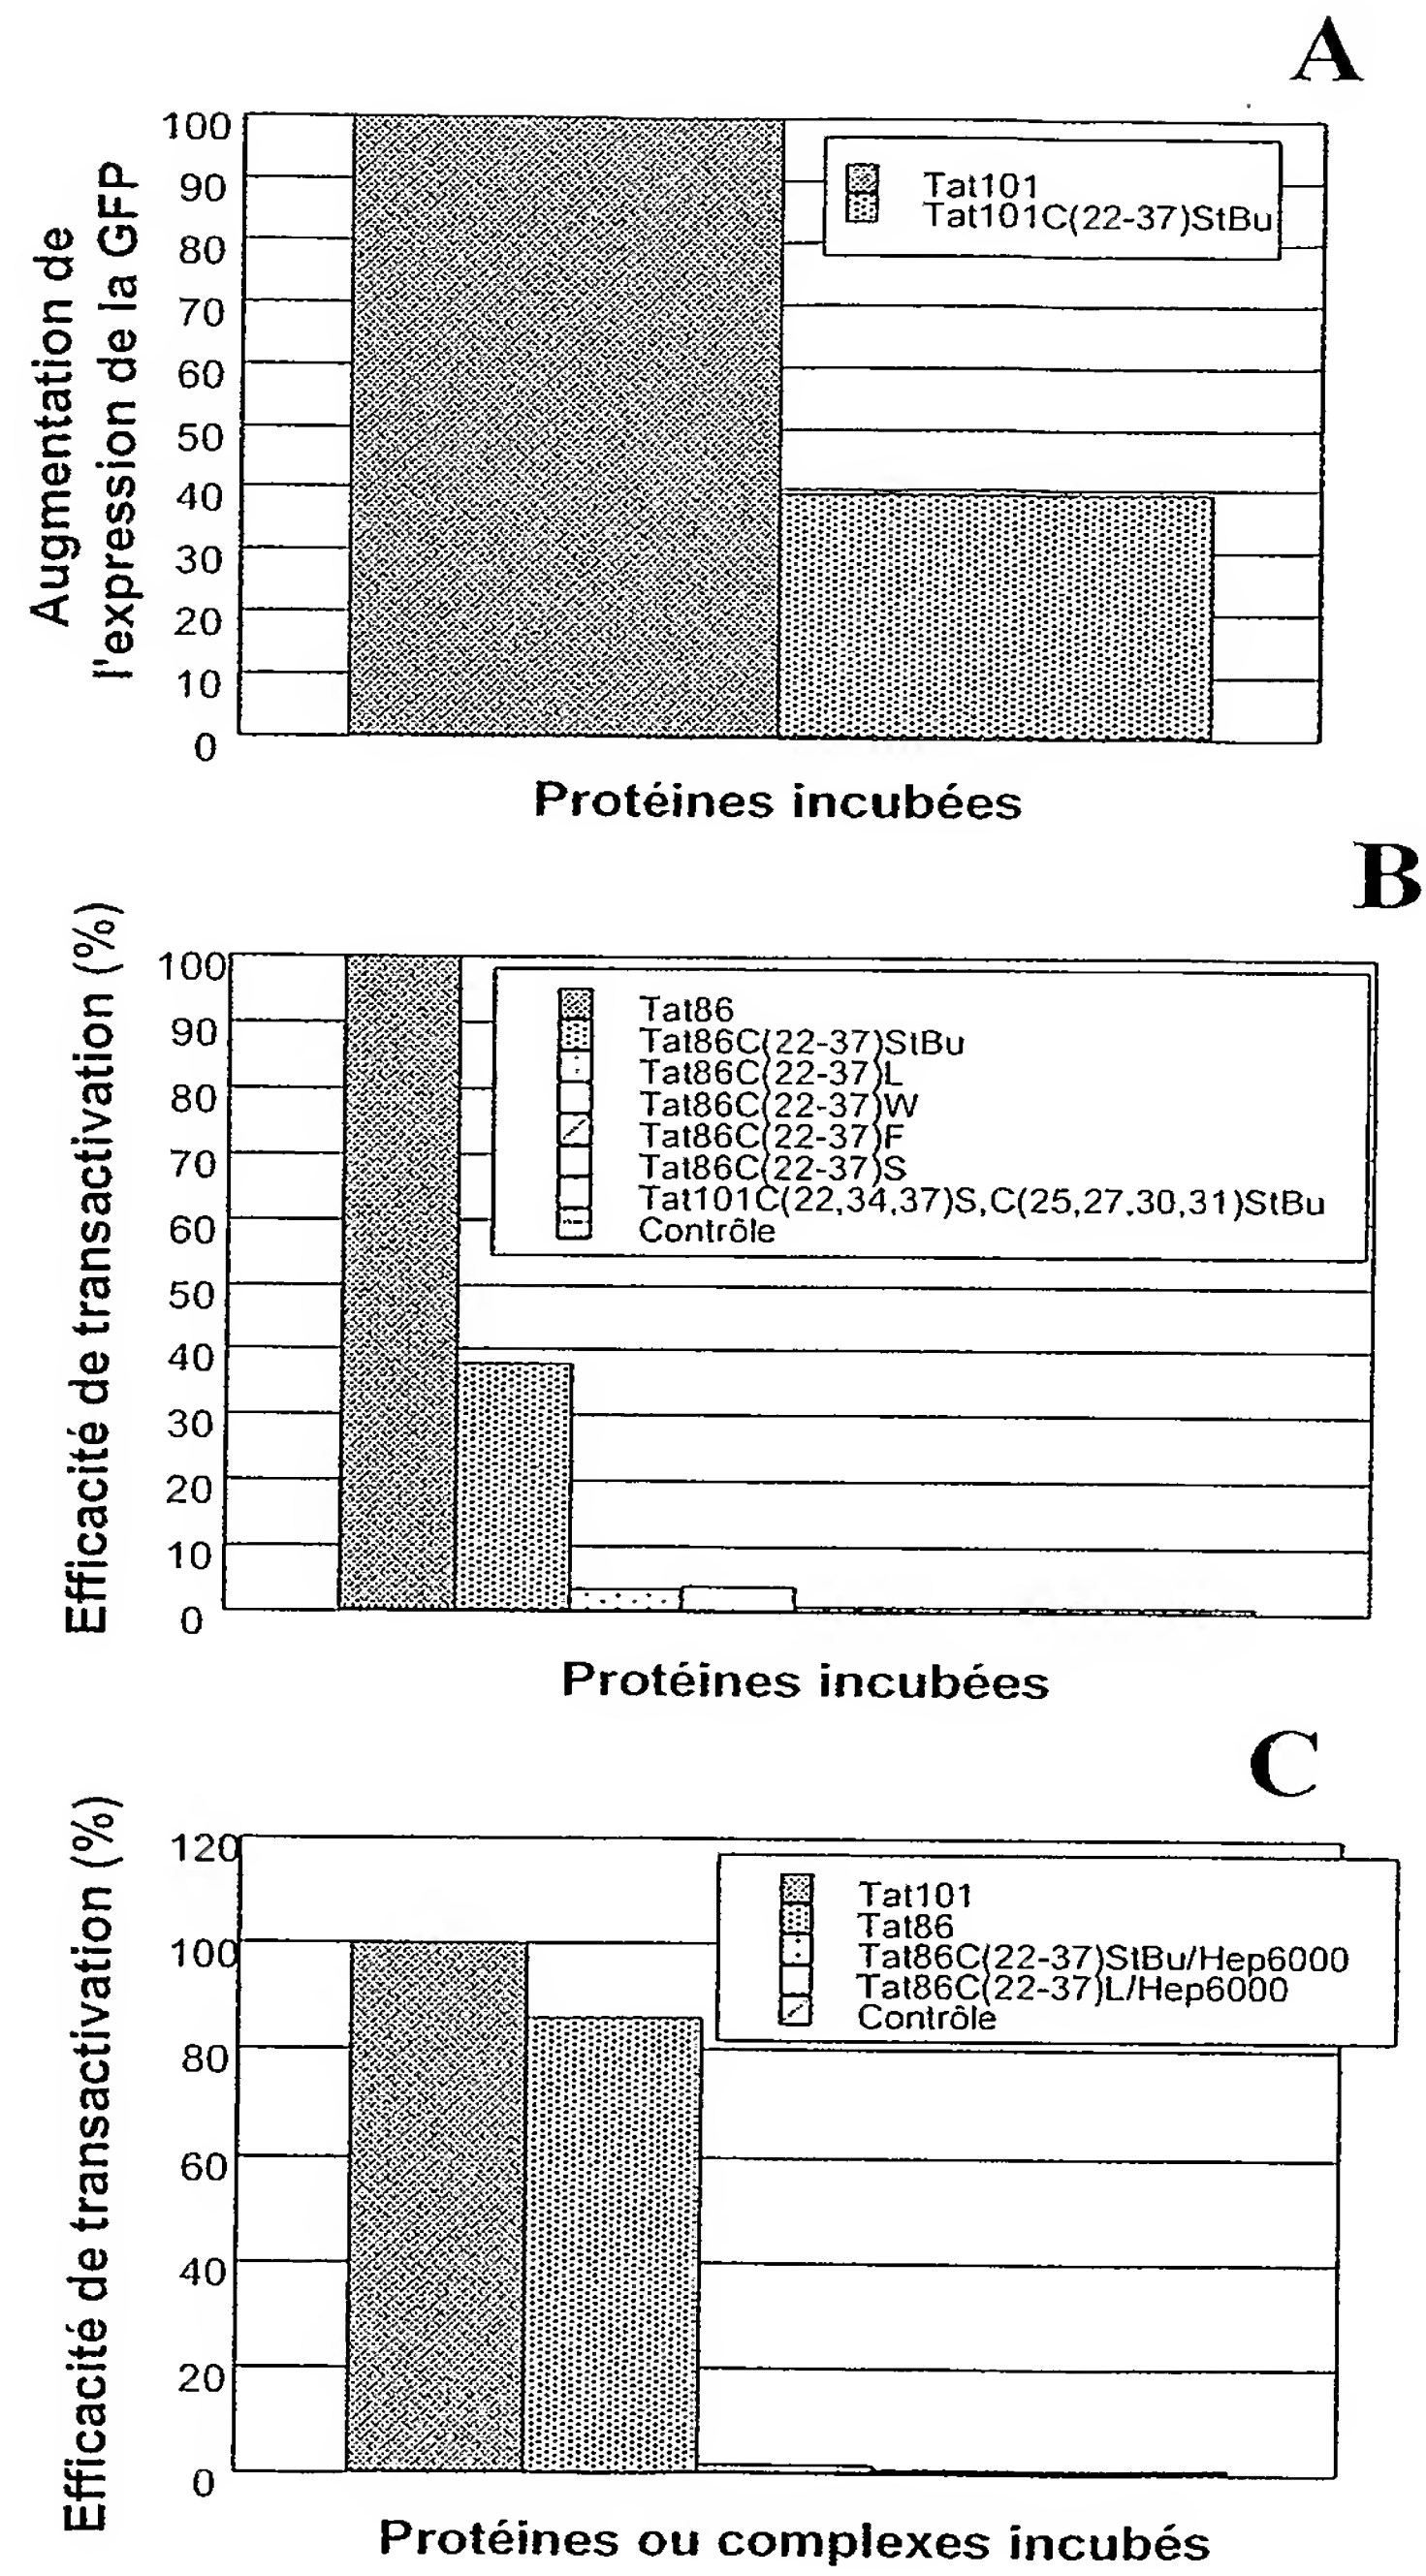 A
Augmentation de
l'expression de la GFP
100
90
80
70
60
50
40
30
20
10
0
Tat101
Tat101C(22-37)StBu
Protéines incubées
B
Efficacité de transactivation (%)
100
90
80
70
60
50
40
30
20
10
0
Tat86
Tat86C(22-37)StBu
Tat86C(22-37)L
Tat86C(22-37)W
Tat86C(22-37)F
Tat86C(22-37)S
Tat101C(22,34,37)S,C(25,27,30,31)StBu
Contrôle
Protéines incubées
C
Efficacité de transactivation (%)
120
100
80
60
40
20
0
Tat101
Tat86
Tat86C(22-37)StBu/Hep6000
Tat86C(22-37)L/Hep6000
Contrôle
Protéines ou complexes incubés